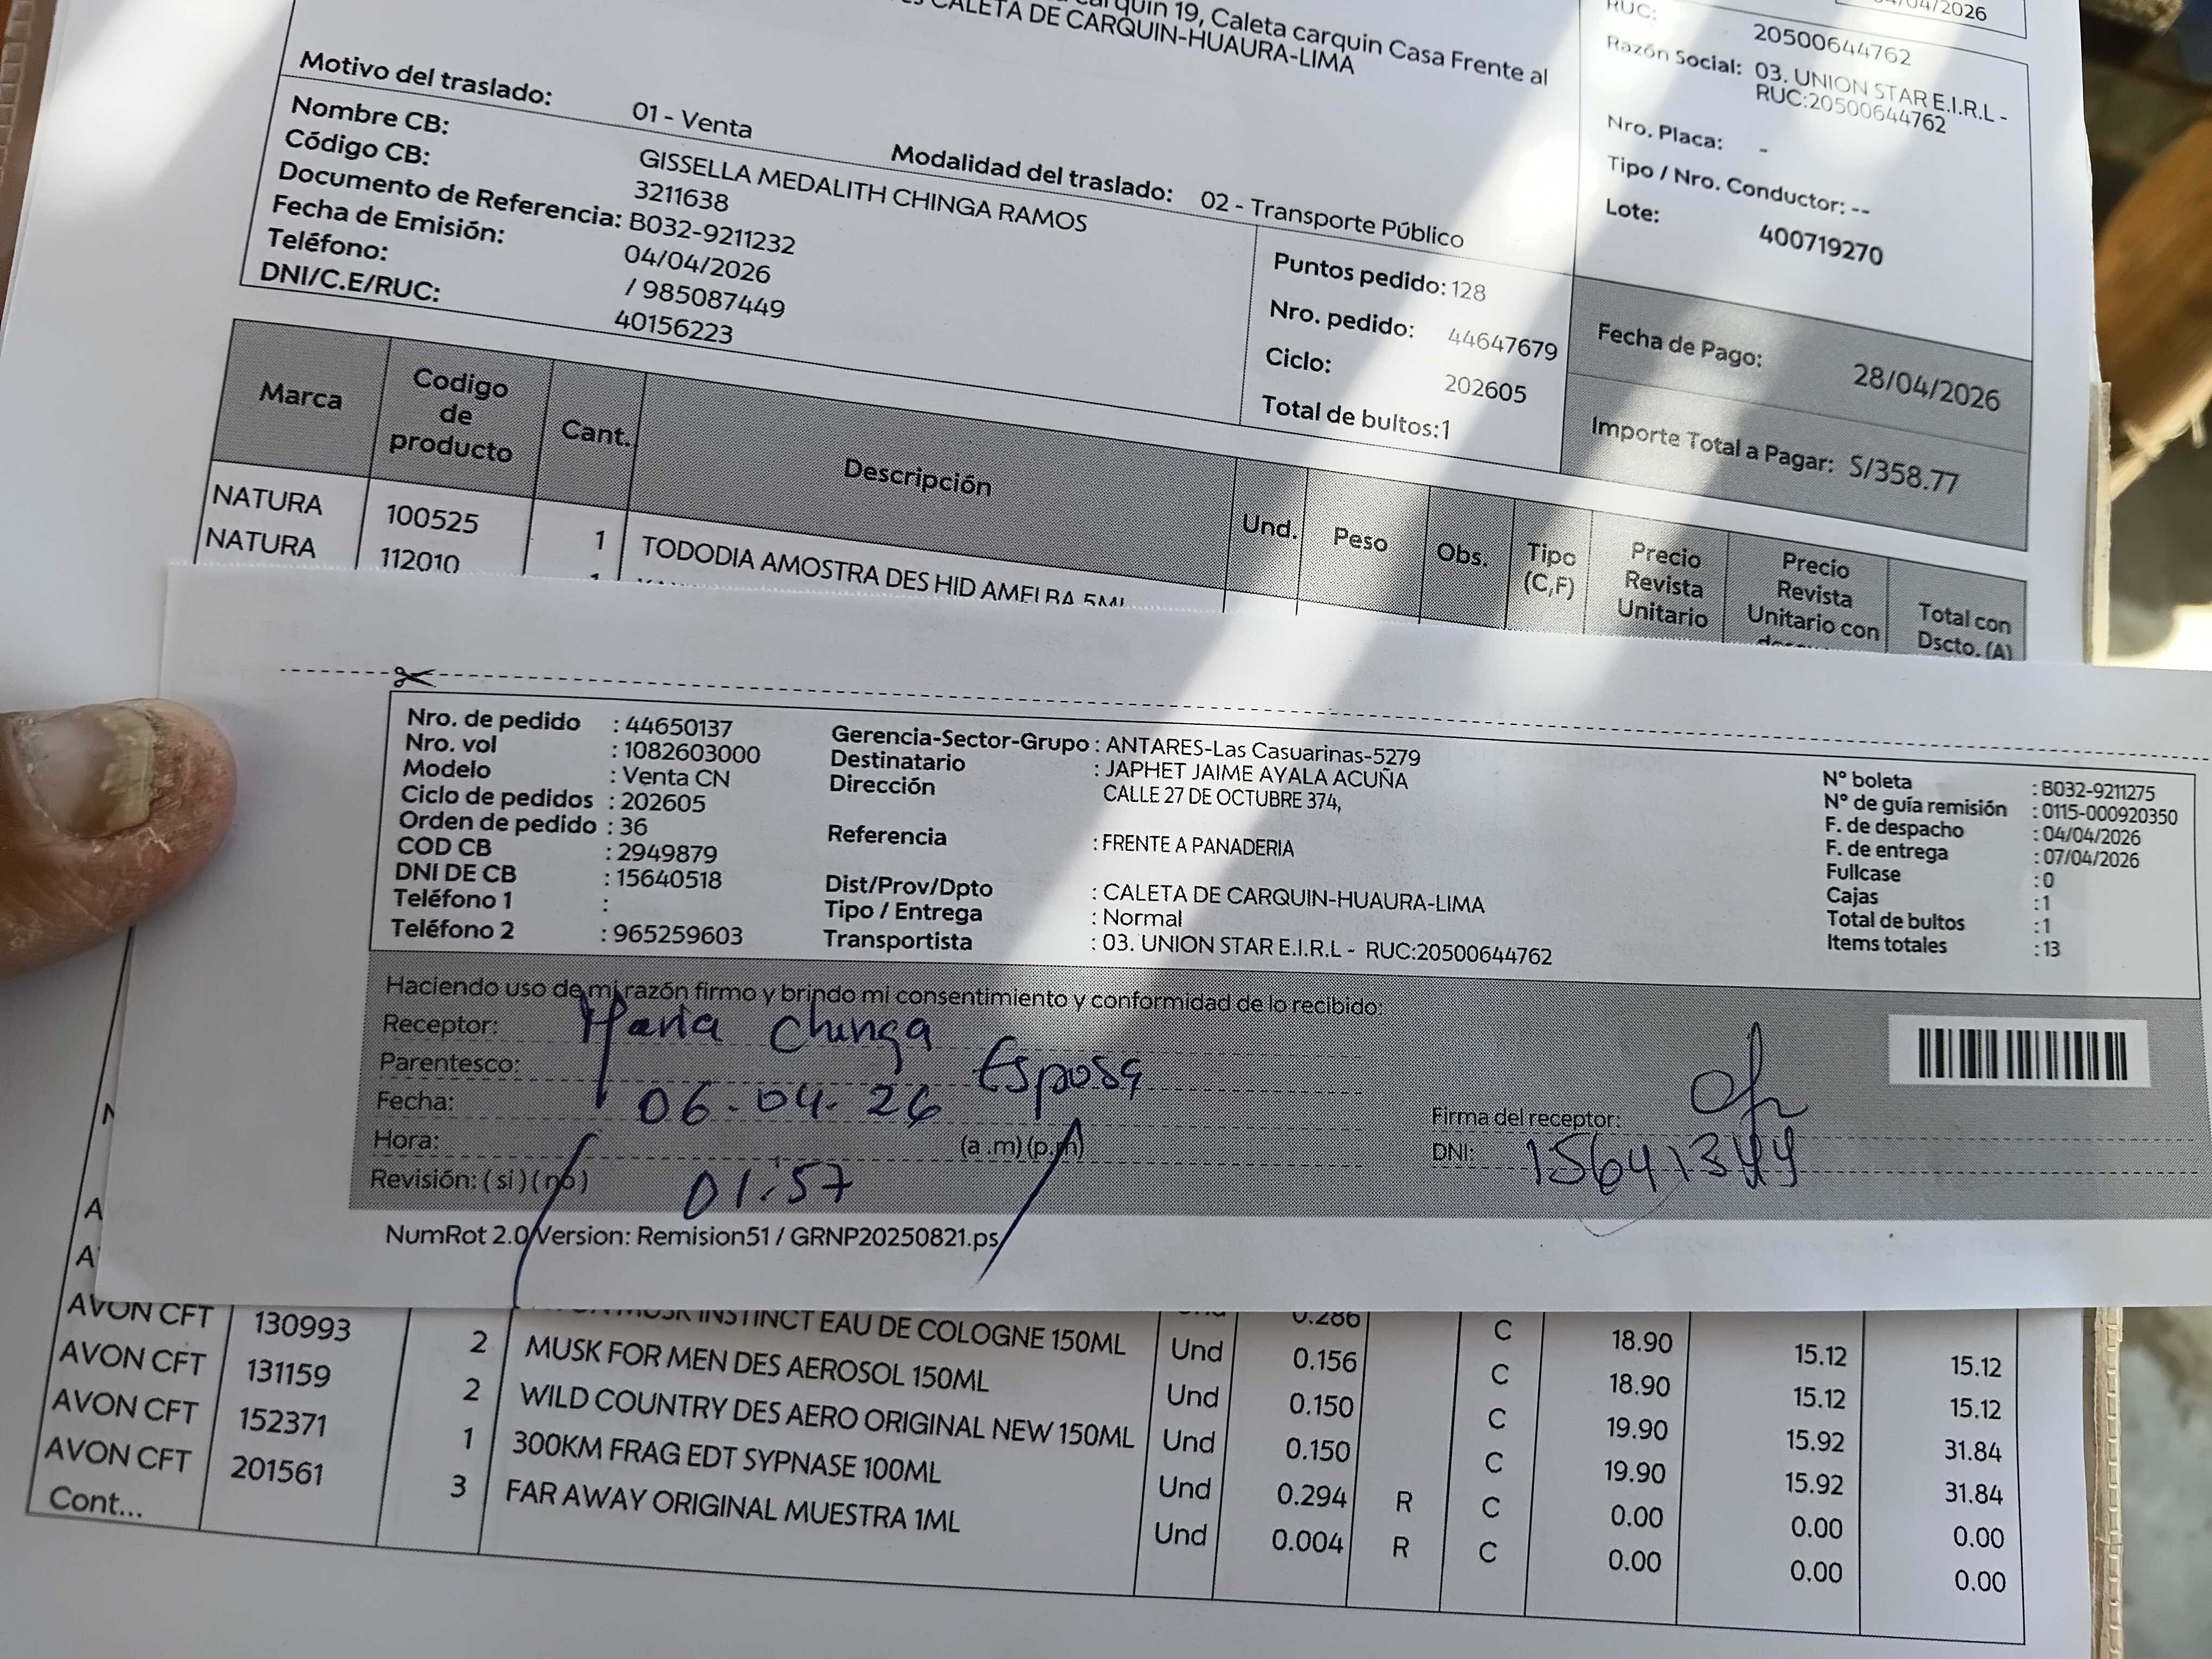 arquin 19, Caleta carquin Casa Frente al
CALETA DE CARQUIN-HUAURA-LIMA
Motivo del traslado: 01 - Venta
Modalidad del traslado: 02 - Transporte Público
Nombre CB: GISSELLA MEDALITH CHINGA RAMOS
Código CB: 3211638
Documento de Referencia: B032-9211232
Fecha de Emisión: 04/04/2026
Teléfono: / 985087449
DNI/C.E/RUC: 40156223
Puntos pedido: 128
Nro. pedido: 44647679
Ciclo: 202605
Total de bultos:1
04/04/2026
RUC: 20500644762
Razón Social: 03. UNION STAR E.I.R.L -
RUC:20500644762
Nro. Placa: -
Tipo / Nro. Conductor: --
Lote: 400719270
Fecha de Pago: 28/04/2026
Importe Total a Pagar: S/358.77
Marca Codigo de producto Cant. Descripción Und. Peso Obs. Tipo (C,F) Precio Revista Unitario Precio Revista Unitario con Total con Dscto. (A)
NATURA 100525 1 TODODIA AMOSTRA DES HID AMELBA 5ML
NATURA 112010 1
Nro. de pedido : 44650137
Nro. vol : 1082603000
Modelo : Venta CN
Ciclo de pedidos : 202605
Orden de pedido : 36
COD CB : 2949879
DNI DE CB : 15640518
Teléfono 1 :
Teléfono 2 : 965259603
Gerencia-Sector-Grupo : ANTARES-Las Casuarinas-5279
Destinatario : JAPHET JAIME AYALA ACUÑA
Dirección CALLE 27 DE OCTUBRE 374,
Referencia : FRENTE A PANADERIA
Dist/Prov/Dpto : CALETA DE CARQUIN-HUAURA-LIMA
Tipo / Entrega : Normal
Transportista : 03. UNION STAR E.I.R.L - RUC:20500644762
N° boleta : B032-9211275
N° de guía remisión : 0115-000920350
F. de despacho : 04/04/2026
F. de entrega : 07/04/2026
Fullcase :0
Cajas :1
Total de bultos :1
Items totales :13
Haciendo uso de mi razón firmo y brindo mi consentimiento y conformidad de lo recibido:
Receptor: Maria Chinga
Parentesco: Esposa
Fecha: 06-04-26
Hora: 01:57 (a .m) (p.m)
Revisión: ( si ) ( no )
Firma del receptor:
DNI: 15641344
NumRot 2.0 Version: Remision51 / GRNP20250821.ps
MUSK INSTINCT EAU DE COLOGNE 150ML 0.286 C 18.90 15.12 15.12
AVON CFT 130993 2 MUSK FOR MEN DES AEROSOL 150ML Und 0.156 C 18.90 15.12 15.12
AVON CFT 131159 2 WILD COUNTRY DES AERO ORIGINAL NEW 150ML Und 0.150 C 19.90 15.92 31.84
AVON CFT 152371 1 300KM FRAG EDT SYPNASE 100ML Und 0.150 C 19.90 15.92 31.84
AVON CFT 201561 3 FAR AWAY ORIGINAL MUESTRA 1ML Und 0.294 R C 0.00 0.00 0.00
Cont... Und 0.004 R C 0.00 0.00 0.00